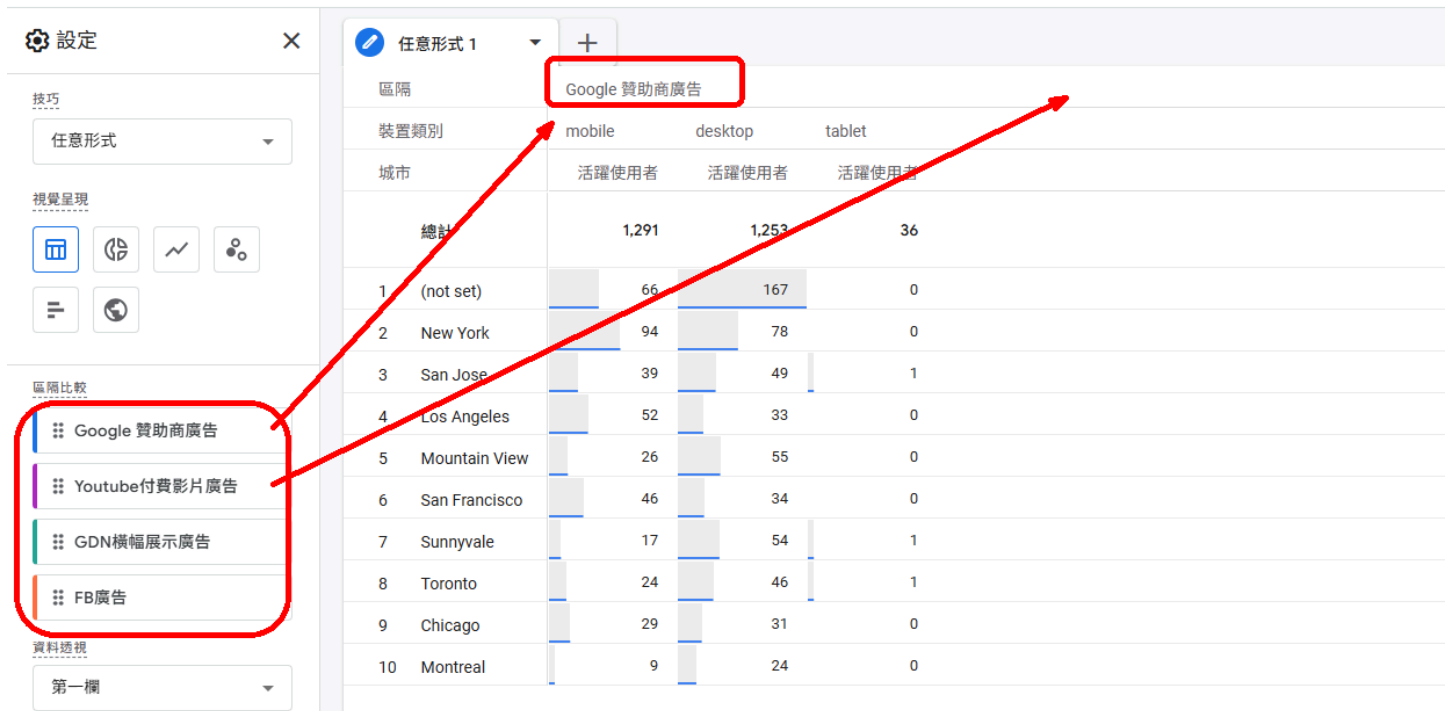 設定
技巧
任意形式
視覺呈現
區隔比較
Google 贊助商廣告
Youtube付費影片廣告
GDN橫幅展示廣告
FB廣告
資料透視
第一欄
任意形式 1
區隔 Google 贊助商廣告
裝置類別 mobile desktop tablet
城市 活躍使用者 活躍使用者 活躍使用者
總計 1,291 1,253 36
1 (not set) 66 167 0
2 New York 94 78 0
3 San Jose 39 49 1
4 Los Angeles 52 33 0
5 Mountain View 26 55 0
6 San Francisco 46 34 0
7 Sunnyvale 17 54 1
8 Toronto 24 46 1
9 Chicago 29 31 0
10 Montreal 9 24 0